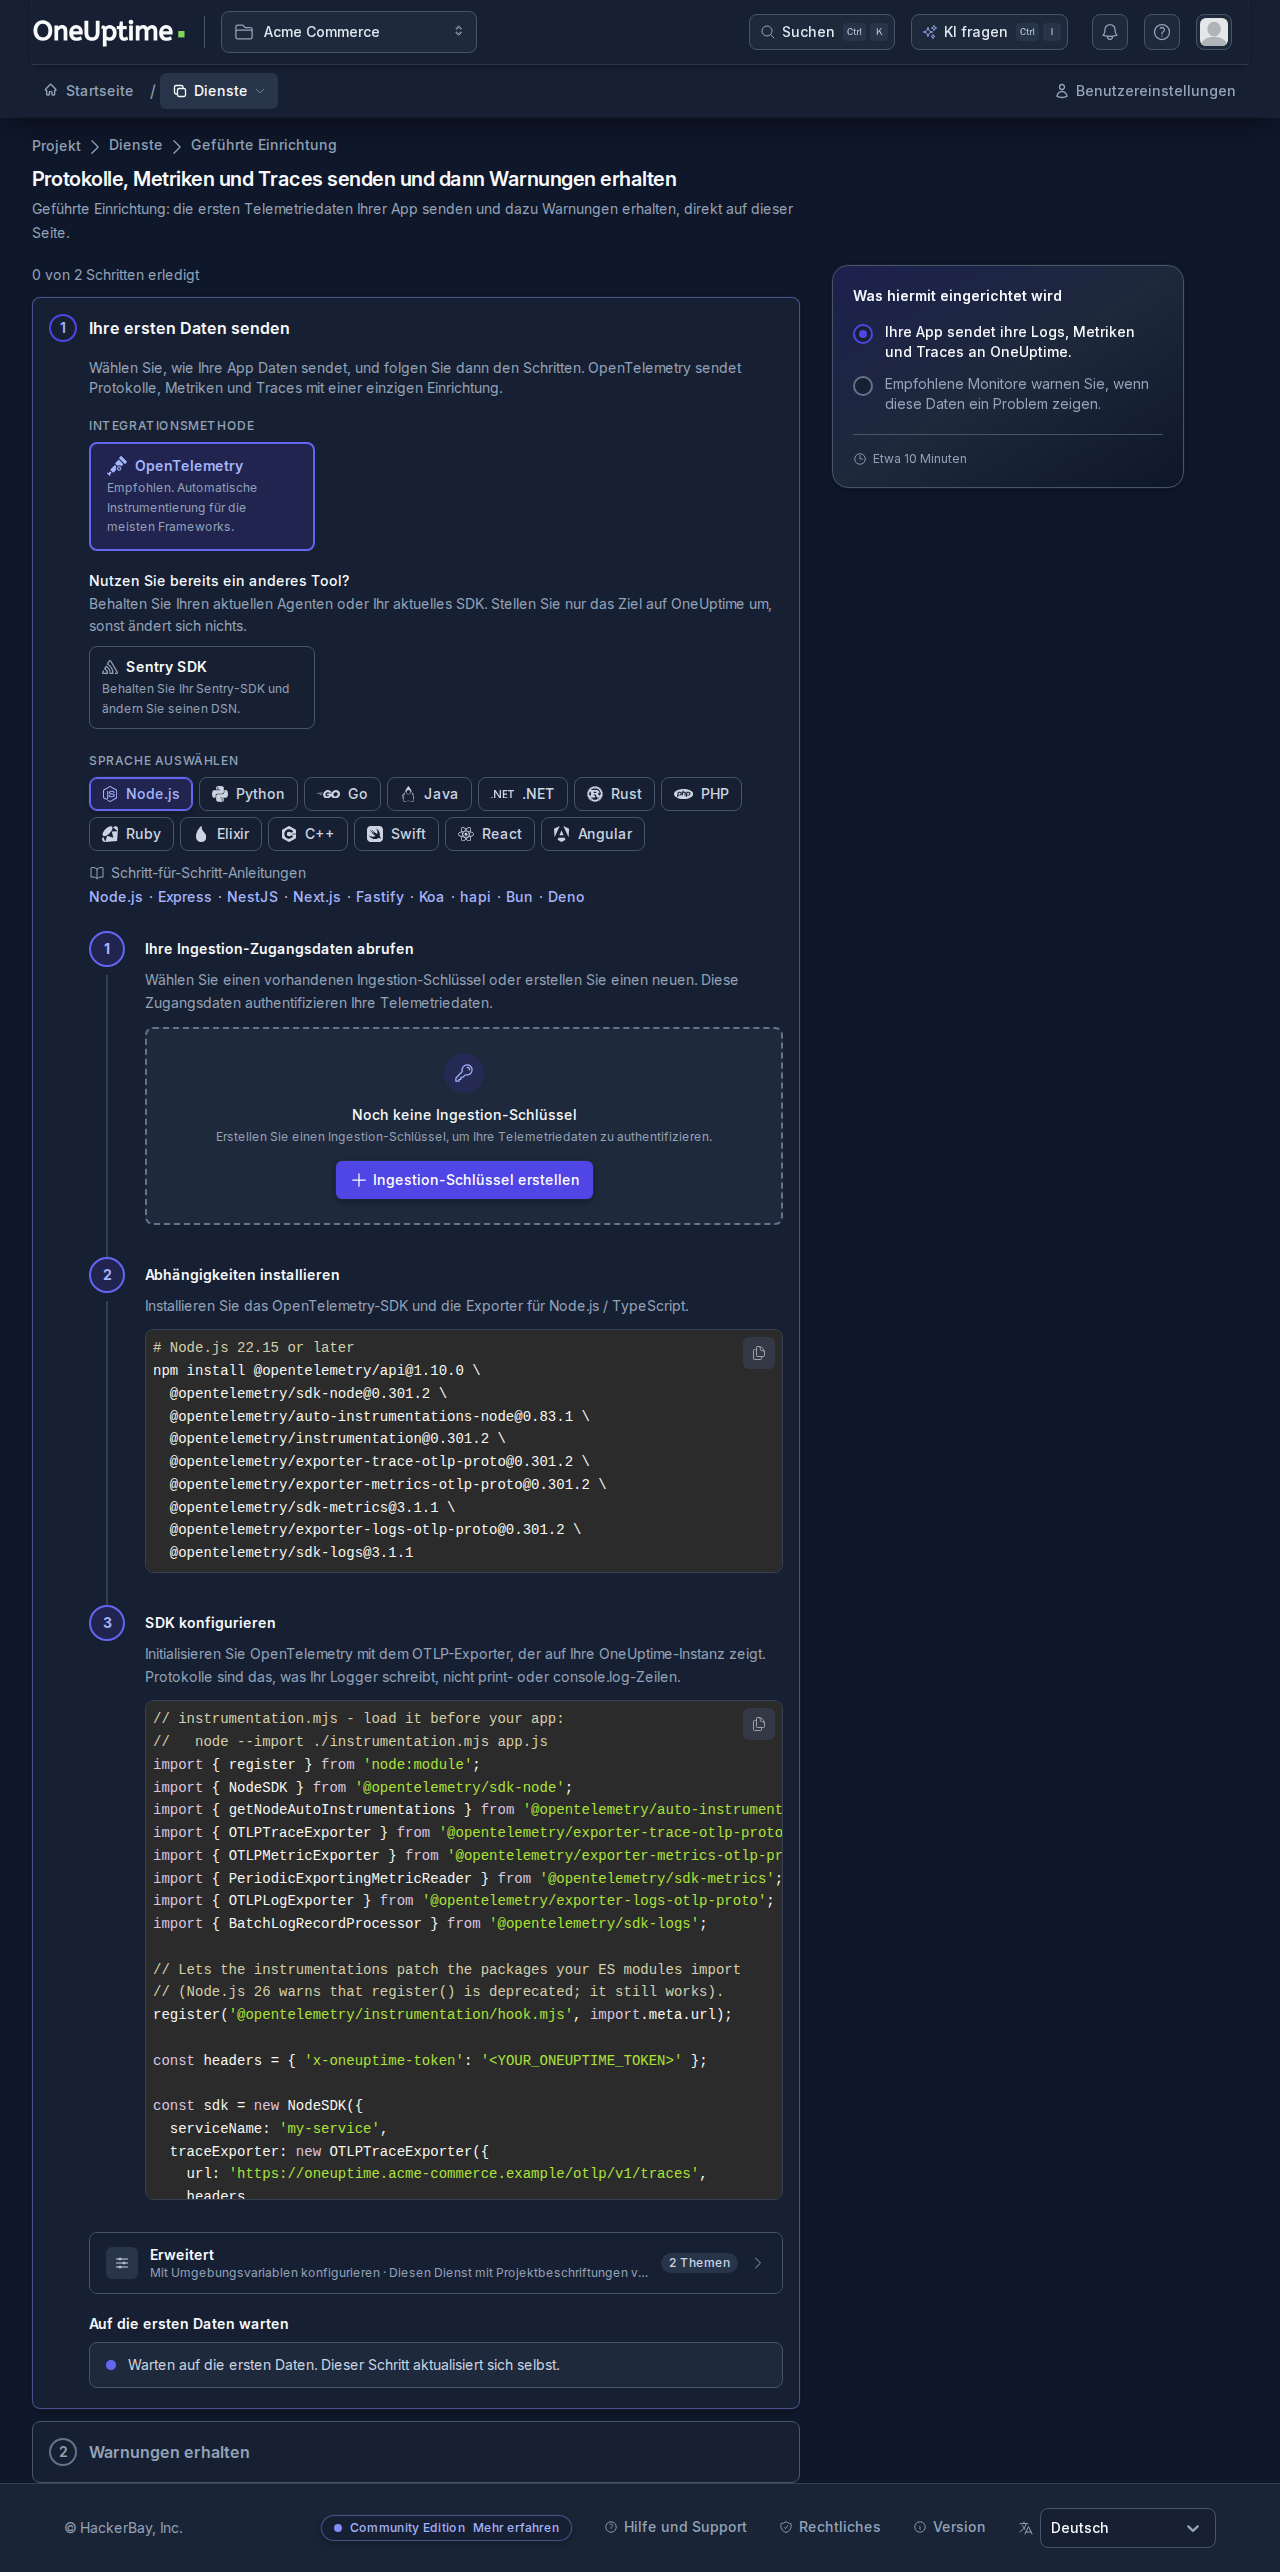 OneUptime
Acme Commerce
Suchen Ctrl K
KI fragen Ctrl I
Startseite / Dienste
Benutzereinstellungen
Projekt > Dienste > Geführte Einrichtung
Protokolle, Metriken und Traces senden und dann Warnungen erhalten
Geführte Einrichtung: die ersten Telemetriedaten Ihrer App senden und dazu Warnungen erhalten, direkt auf dieser
Seite.
0 von 2 Schritten erledigt
1 Ihre ersten Daten senden
Wählen Sie, wie Ihre App Daten sendet, und folgen Sie dann den Schritten. OpenTelemetry sendet
Protokolle, Metriken und Traces mit einer einzigen Einrichtung.
INTEGRATIONSMETHODE
OpenTelemetry
Empfohlen. Automatische
Instrumentierung für die
meisten Frameworks.
Nutzen Sie bereits ein anderes Tool?
Behalten Sie Ihren aktuellen Agenten oder Ihr aktuelles SDK. Stellen Sie nur das Ziel auf OneUptime um,
sonst ändert sich nichts.
Sentry SDK
Behalten Sie Ihr Sentry-SDK und
ändern Sie seinen DSN.
SPRACHE AUSWÄHLEN
Node.js Python Go Java .NET .NET Rust php PHP
Ruby Elixir C++ Swift React Angular
Schritt-für-Schritt-Anleitungen
Node.js · Express · NestJS · Next.js · Fastify · Koa · hapi · Bun · Deno
1 Ihre Ingestion-Zugangsdaten abrufen
Wählen Sie einen vorhandenen Ingestion-Schlüssel oder erstellen Sie einen neuen. Diese
Zugangsdaten authentifizieren Ihre Telemetriedaten.
Noch keine Ingestion-Schlüssel
Erstellen Sie einen Ingestion-Schlüssel, um Ihre Telemetriedaten zu authentifizieren.
Ingestion-Schlüssel erstellen
2 Abhängigkeiten installieren
Installieren Sie das OpenTelemetry-SDK und die Exporter für Node.js / TypeScript.
# Node.js 22.15 or later
npm install @opentelemetry/api@1.10.0 \
@opentelemetry/sdk-node@0.301.2 \
@opentelemetry/auto-instrumentations-node@0.83.1 \
@opentelemetry/instrumentation@0.301.2 \
@opentelemetry/exporter-trace-otlp-proto@0.301.2 \
@opentelemetry/exporter-metrics-otlp-proto@0.301.2 \
@opentelemetry/sdk-metrics@3.1.1 \
@opentelemetry/exporter-logs-otlp-proto@0.301.2 \
@opentelemetry/sdk-logs@3.1.1
3 SDK konfigurieren
Initialisieren Sie OpenTelemetry mit dem OTLP-Exporter, der auf Ihre OneUptime-Instanz zeigt.
Protokolle sind das, was Ihr Logger schreibt, nicht print- oder console.log-Zeilen.
// instrumentation.mjs - load it before your app:
//   node --import ./instrumentation.mjs app.js
import { register } from 'node:module';
import { NodeSDK } from '@opentelemetry/sdk-node';
import { getNodeAutoInstrumentations } from '@opentelemetry/auto-instrument
import { OTLPTraceExporter } from '@opentelemetry/exporter-trace-otlp-proto
import { OTLPMetricExporter } from '@opentelemetry/exporter-metrics-otlp-pr
import { PeriodicExportingMetricReader } from '@opentelemetry/sdk-metrics';
import { OTLPLogExporter } from '@opentelemetry/exporter-logs-otlp-proto';
import { BatchLogRecordProcessor } from '@opentelemetry/sdk-logs';
// Lets the instrumentations patch the packages your ES modules import
// (Node.js 26 warns that register() is deprecated; it still works).
register('@opentelemetry/instrumentation/hook.mjs', import.meta.url);
const headers = { 'x-oneuptime-token': '<YOUR_ONEUPTIME_TOKEN>' };
const sdk = new NodeSDK({
serviceName: 'my-service',
traceExporter: new OTLPTraceExporter({
url: 'https://oneuptime.acme-commerce.example/otlp/v1/traces',
headers
Erweitert
Mit Umgebungsvariablen konfigurieren · Diesen Dienst mit Projektbeschriftungen v...
2 Themen
Auf die ersten Daten warten
Warten auf die ersten Daten. Dieser Schritt aktualisiert sich selbst.
2 Warnungen erhalten
Was hiermit eingerichtet wird
Ihre App sendet ihre Logs, Metriken
und Traces an OneUptime.
Empfohlene Monitore warnen Sie, wenn
diese Daten ein Problem zeigen.
Etwa 10 Minuten
© HackerBay, Inc.
Community Edition Mehr erfahren
Hilfe und Support
Rechtliches
Version
Deutsch